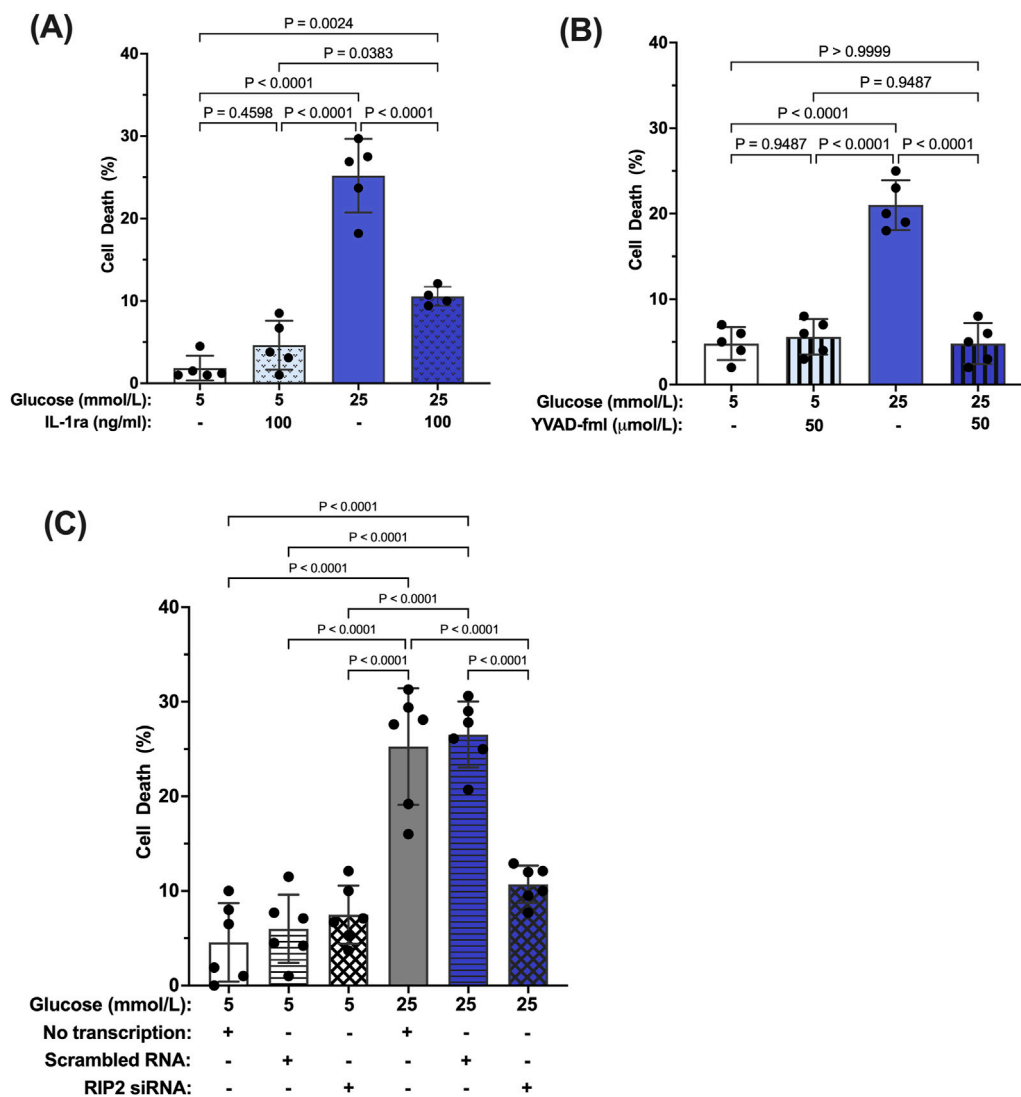 (A)
P = 0.0024
P = 0.0383
P < 0.0001
P = 0.4598 P < 0.0001 P < 0.0001
40
30
20
10
0
Cell Death (%)
Glucose (mmol/L): 5 5 25 25
IL-1ra (ng/ml): - 100 - 100
(B)
P > 0.9999
P = 0.9487
P < 0.0001
P = 0.9487 P < 0.0001 P < 0.0001
40
30
20
10
0
Cell Death (%)
Glucose (mmol/L): 5 5 25 25
YVAD-fml (μmol/L): - 50 - 50
(C)
P < 0.0001
P < 0.0001
P < 0.0001
P < 0.0001
P < 0.0001 P < 0.0001
P < 0.0001 P < 0.0001
40
30
20
10
0
Cell Death (%)
Glucose (mmol/L): 5 5 5 25 25 25
No transcription: + - - + - -
Scrambled RNA: - + - - + -
RIP2 siRNA: - - + - - +